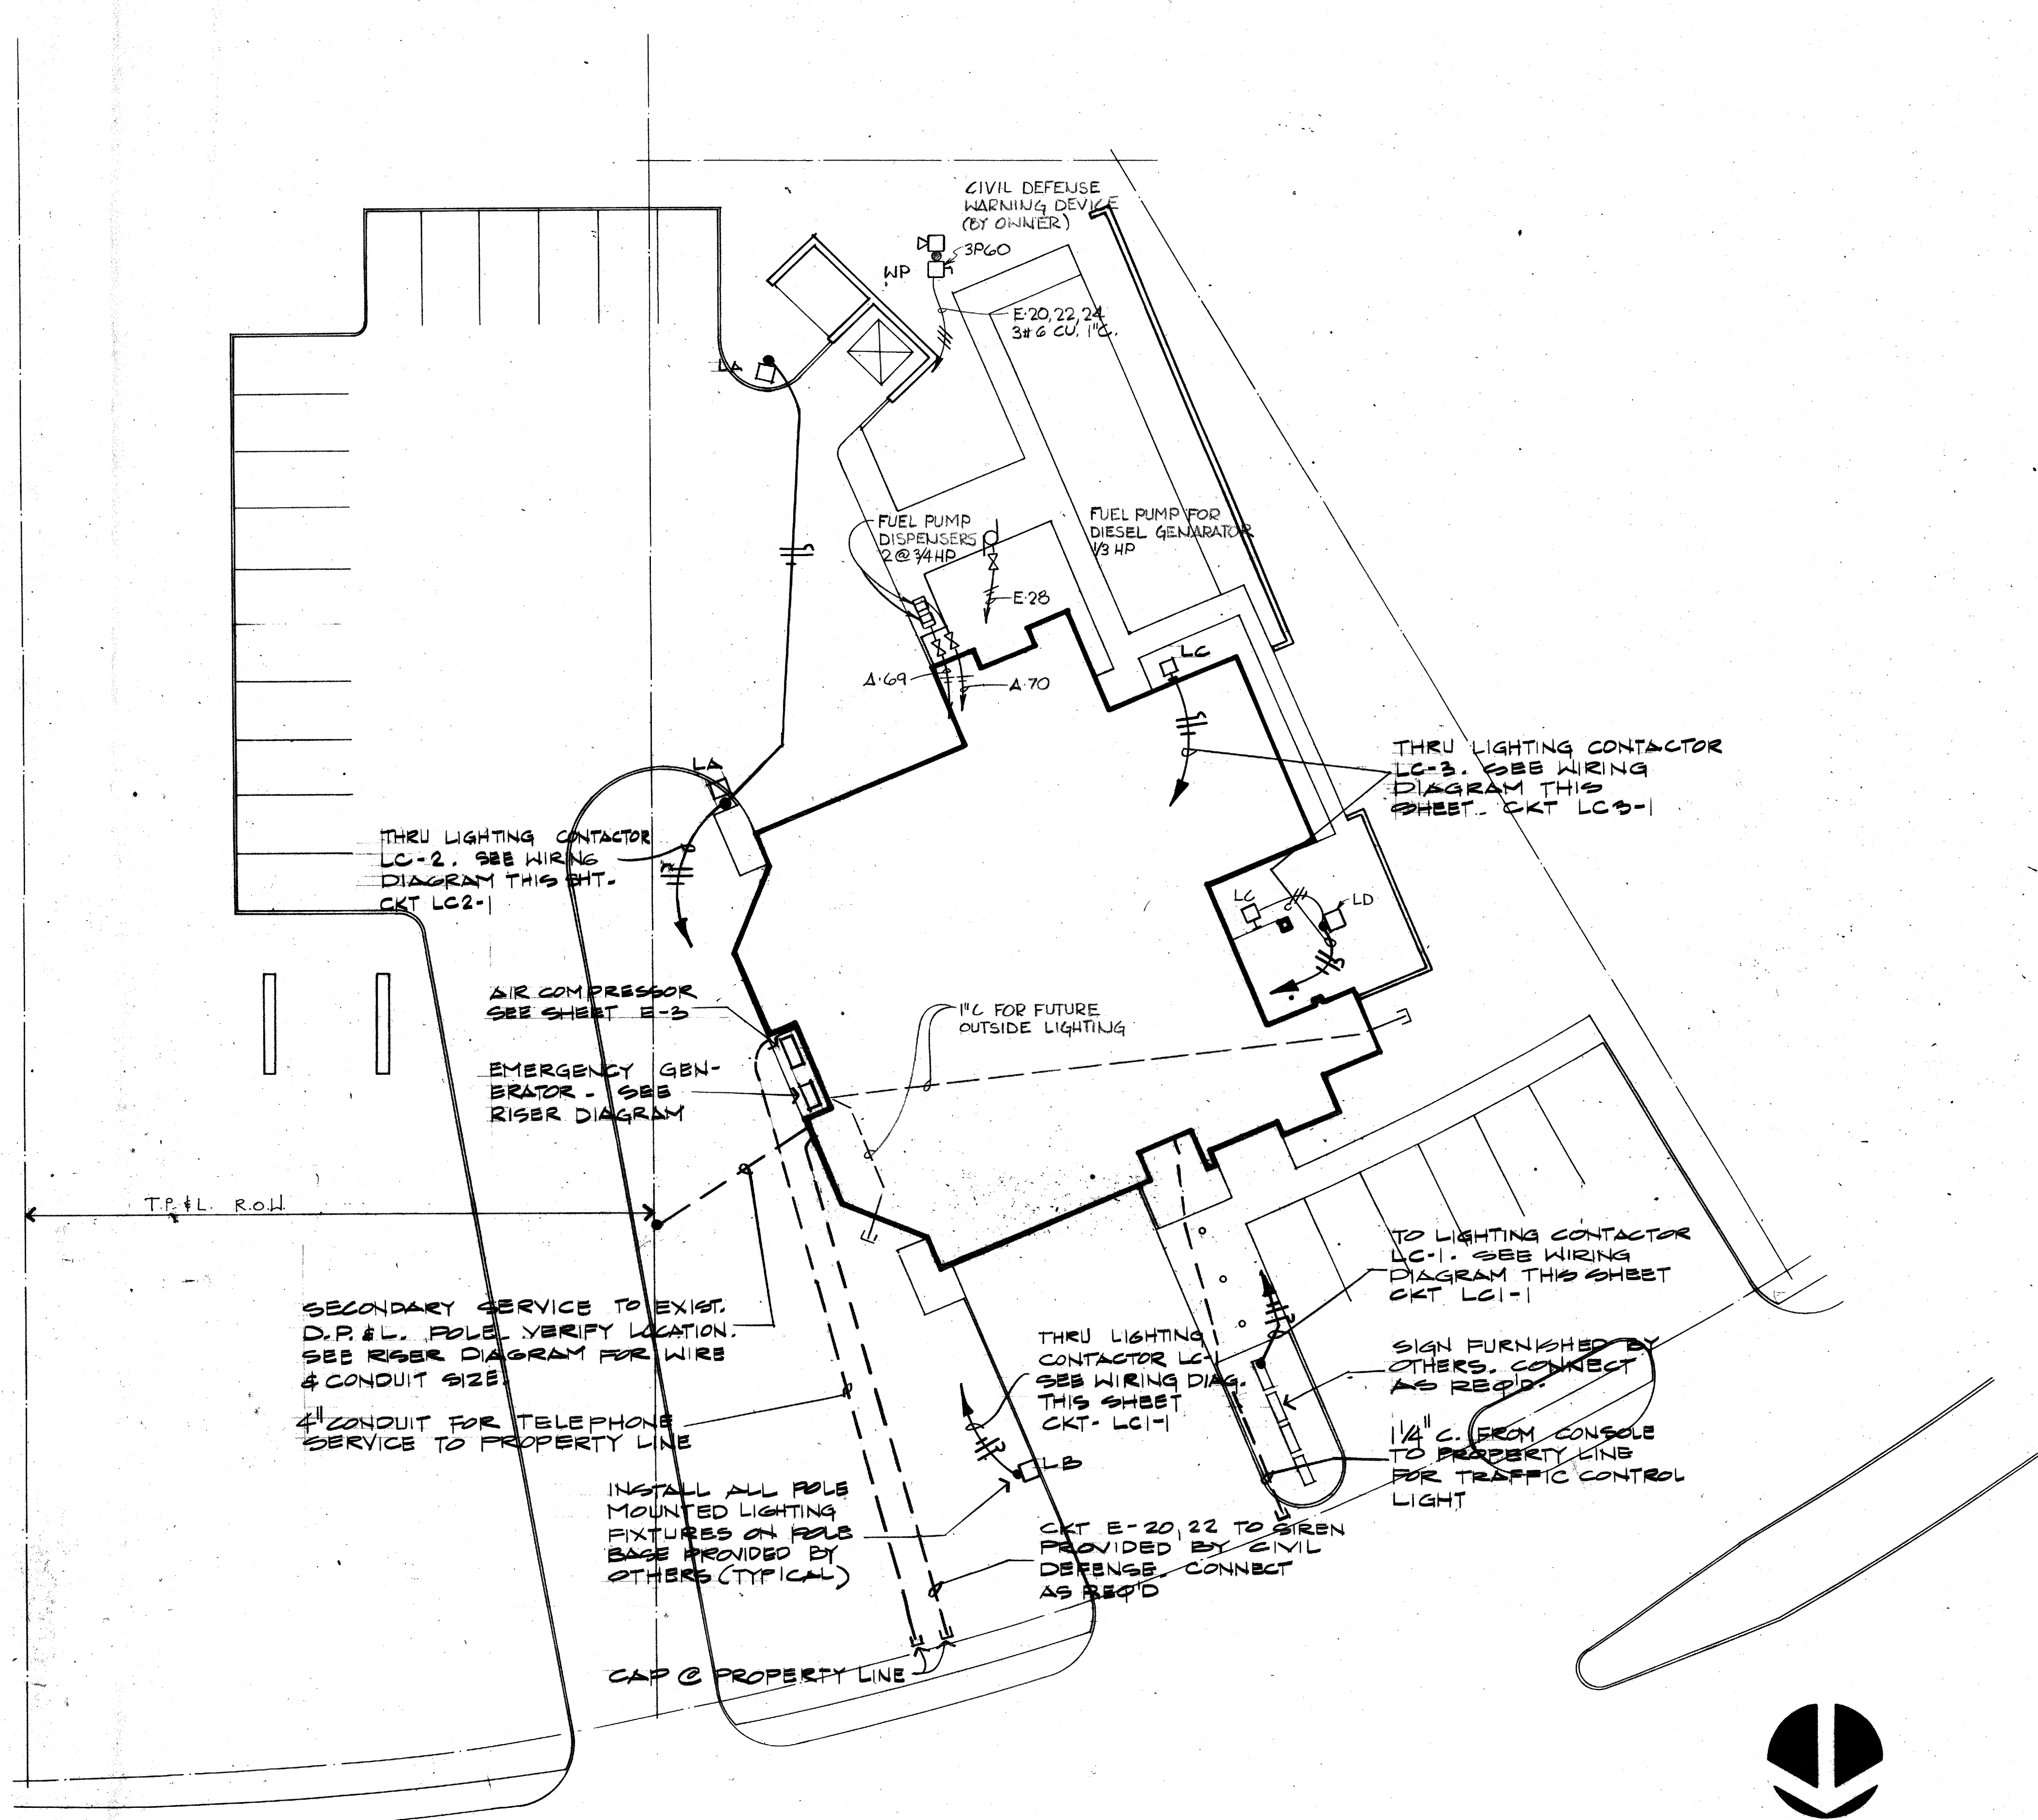 CIVIL DEFENSE
WARNING DEVICE
(BY OWNER)
3P60
WP
E·20,22,24
3#6 CU. 1"C.
LA
FUEL PUMP
DISPENSERS
2 @ 3/4 HP
FUEL PUMP FOR
DIESEL GENARATOR
1/3 HP
E·28
A·69
A·70
LC
THRU LIGHTING CONTACTOR
LC-3. SEE WIRING
DIAGRAM THIS
SHEET. CKT LC3-1
LA
THRU LIGHTING CONTACTOR
LC-2. SEE WIRING
DIAGRAM THIS SHT.
CKT LC2-1
LC
LD
AIR COMPRESSOR
SEE SHEET E-3
1"C FOR FUTURE
OUTSIDE LIGHTING
EMERGENCY GEN-
ERATOR - SEE
RISER DIAGRAM
T.P. & L. R.O.W.
TO LIGHTING CONTACTOR
LC-1. SEE WIRING
DIAGRAM THIS SHEET
CKT LC1-1
SECONDARY SERVICE TO EXIST.
D.P. & L. POLE. VERIFY LOCATION.
SEE RISER DIAGRAM FOR WIRE
& CONDUIT SIZE.
THRU LIGHTING
CONTACTOR LC-1
SEE WIRING DIAG.
THIS SHEET
CKT- LC1-1
SIGN FURNISHED BY
OTHERS. CONNECT
AS REQ'D.
4" CONDUIT FOR TELEPHONE
SERVICE TO PROPERTY LINE
1 1/4" C. FROM CONSOLE
TO PROPERTY LINE
FOR TRAFFIC CONTROL
LIGHT
LB
INSTALL ALL POLE
MOUNTED LIGHTING
FIXTURES ON POLE
BASE PROVIDED BY
OTHERS (TYPICAL)
CKT E-20, 22 TO SIREN
PROVIDED BY CIVIL
DEFENSE. CONNECT
AS REQ'D
CAP @ PROPERTY LINE